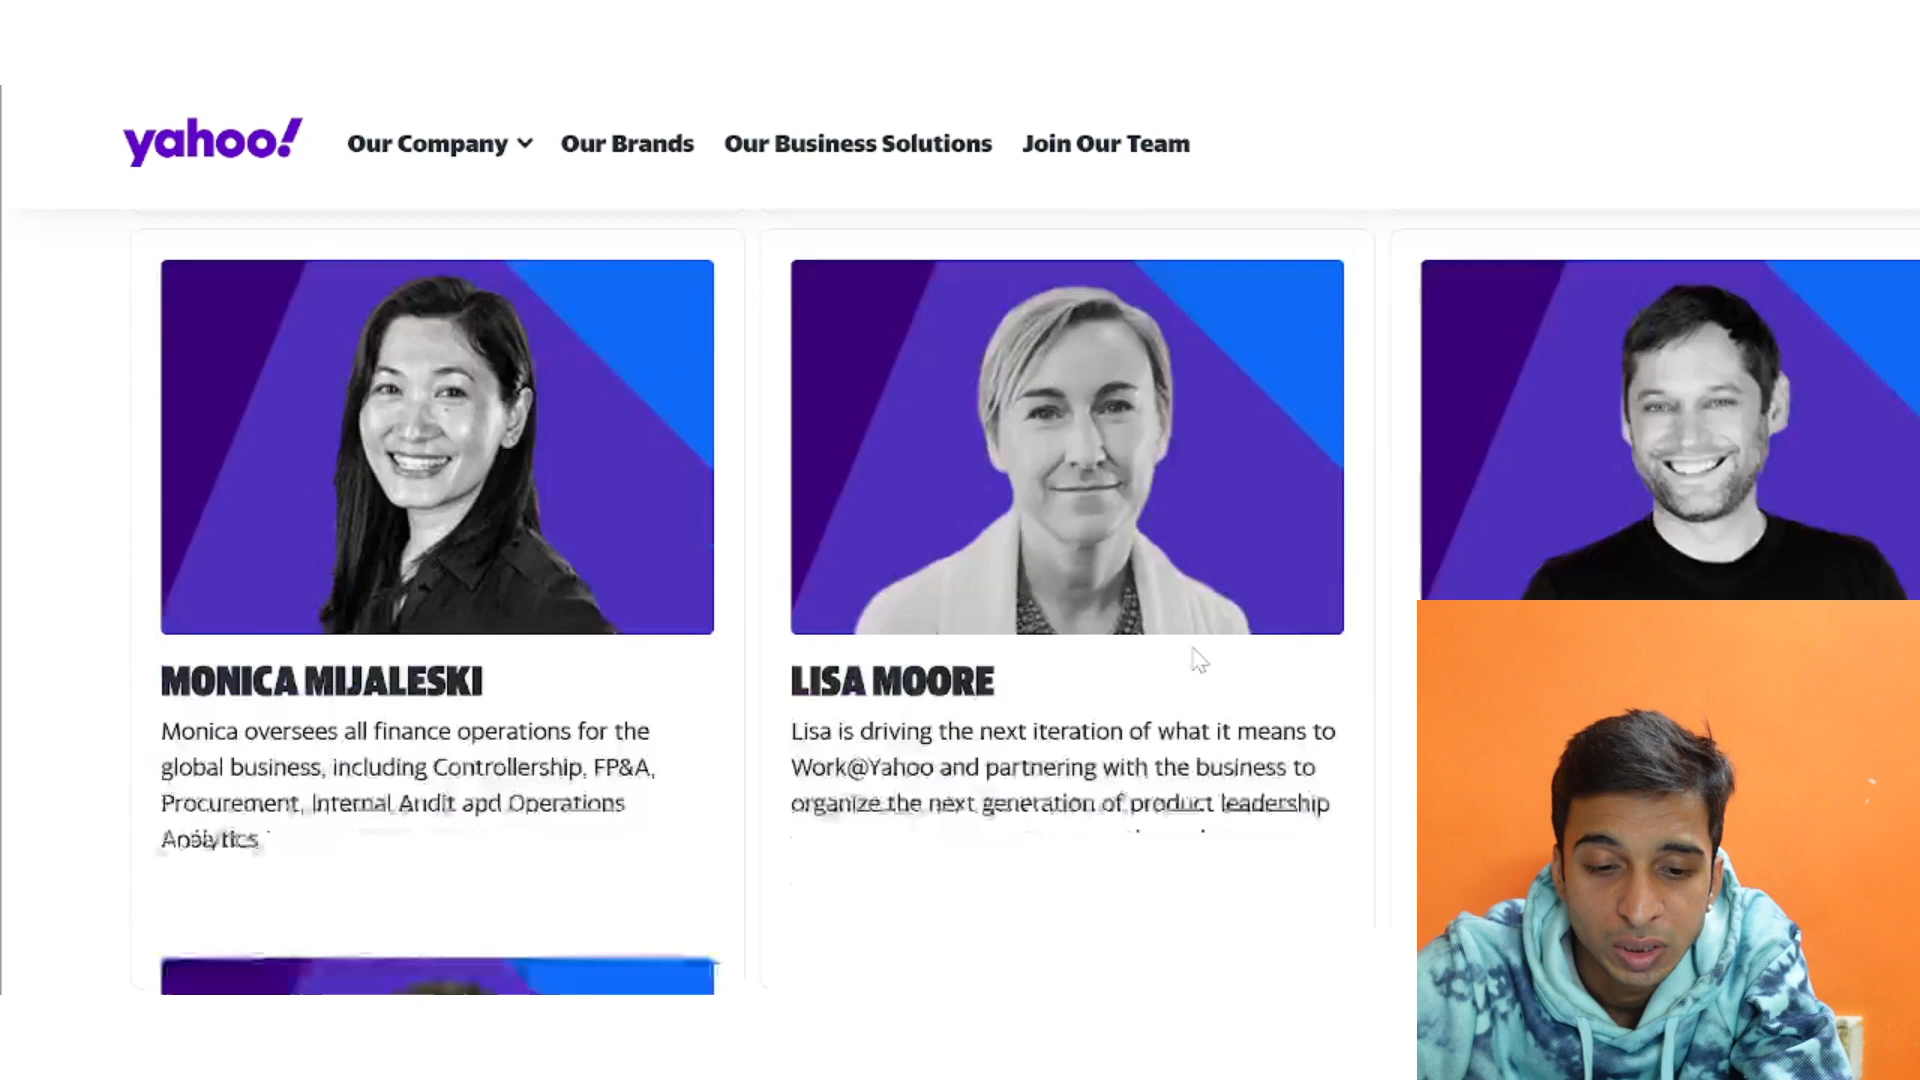 yahoo!
Our Company
Our Brands
Our Business Solutions
Join Our Team
MONICA MIJALESKI
Monica oversees all finance operations for the
global business, including Controllership, FP&A,
Procurement, Internal Audit and Operations
Analytics
LISA MOORE
Lisa is driving the next iteration of what it means to
Work@Yahoo and partnering with the business to
organize the next generation of product leadership